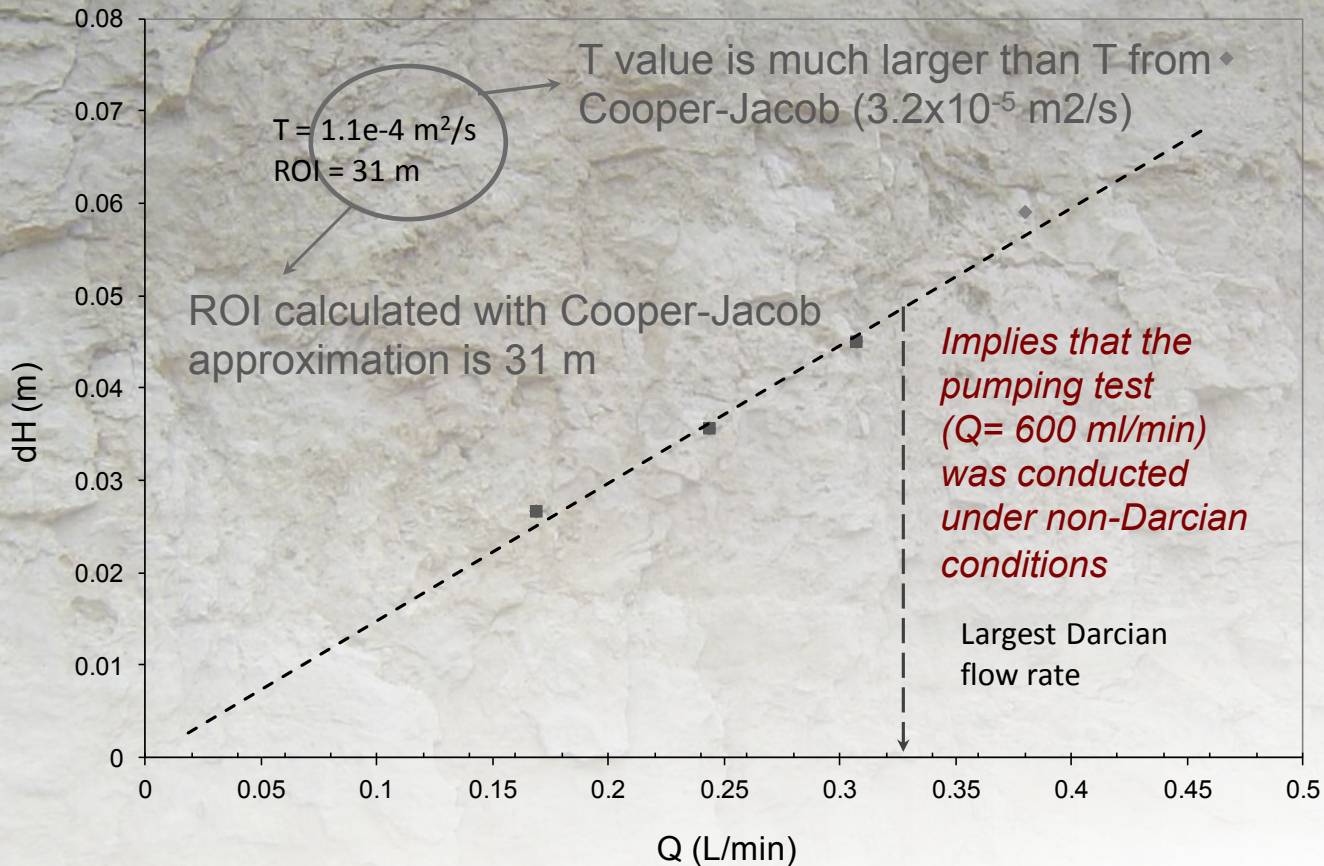 0.08
0.07
0.06
0.05
0.04
0.03
0.02
0.01
0
dH (m)
T value is much larger than T from
Cooper-Jacob (3.2x10⁻⁵ m2/s)
T = 1.1e-4 m²/s
ROI = 31 m
ROI calculated with Cooper-Jacob
approximation is 31 m
Implies that the
pumping test
(Q= 600 ml/min)
was conducted
under non-Darcian
conditions
Largest Darcian
flow rate
0 0.05 0.1 0.15 0.2 0.25 0.3 0.35 0.4 0.45 0.5
Q (L/min)